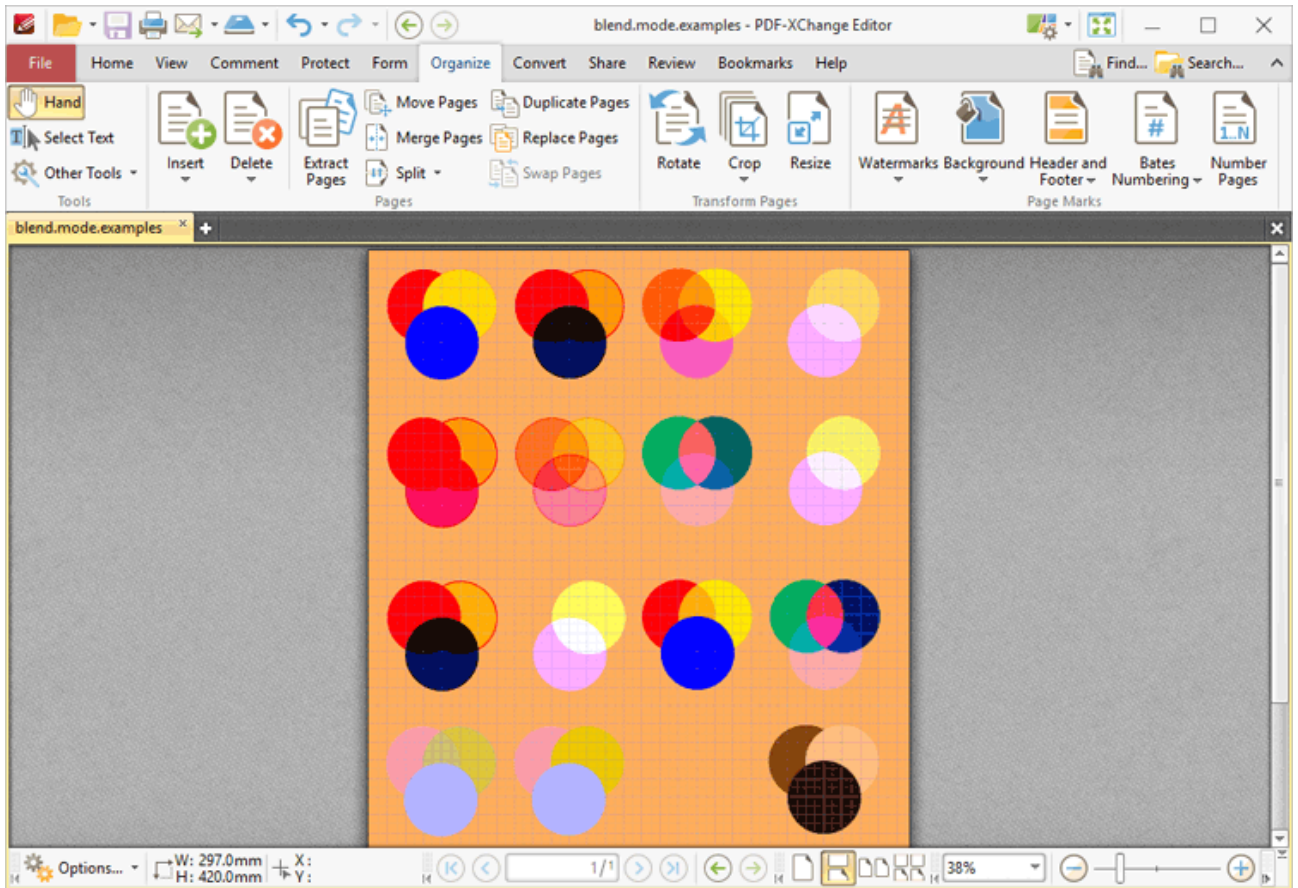 blend.mode.examples - PDF-XChange Editor
File Home View Comment Protect Form Organize Convert Share Review Bookmarks Help Find... Search...
Hand
Select Text
Other Tools
Tools
Insert
Delete
Extract
Pages
Move Pages
Merge Pages
Split
Duplicate Pages
Replace Pages
Swap Pages
Pages
Rotate
Crop
Resize
Transform Pages
Watermarks
Background
Header and
Footer
#
Bates
Numbering
1..N
Number
Pages
Page Marks
blend.mode.examples
Options...
W: 297.0mm
H: 420.0mm
X:
Y:
1/1
38%